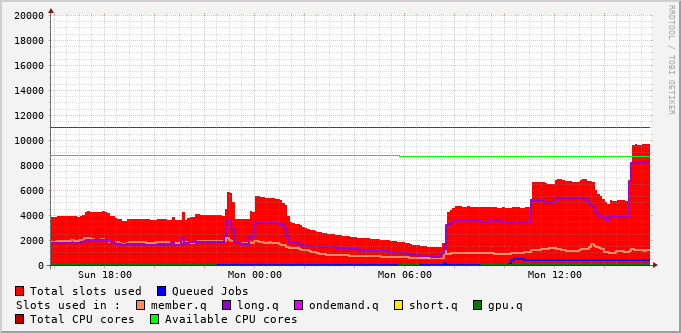 20000
18000
16000
14000
12000
10000
8000
6000
4000
2000
0
Sun 18:00 Mon 00:00 Mon 06:00 Mon 12:00
Total slots used Queued Jobs
Slots used in : member.q long.q ondemand.q short.q gpu.q
Total CPU cores Available CPU cores
RRDTOOL / TOBI OETIKER